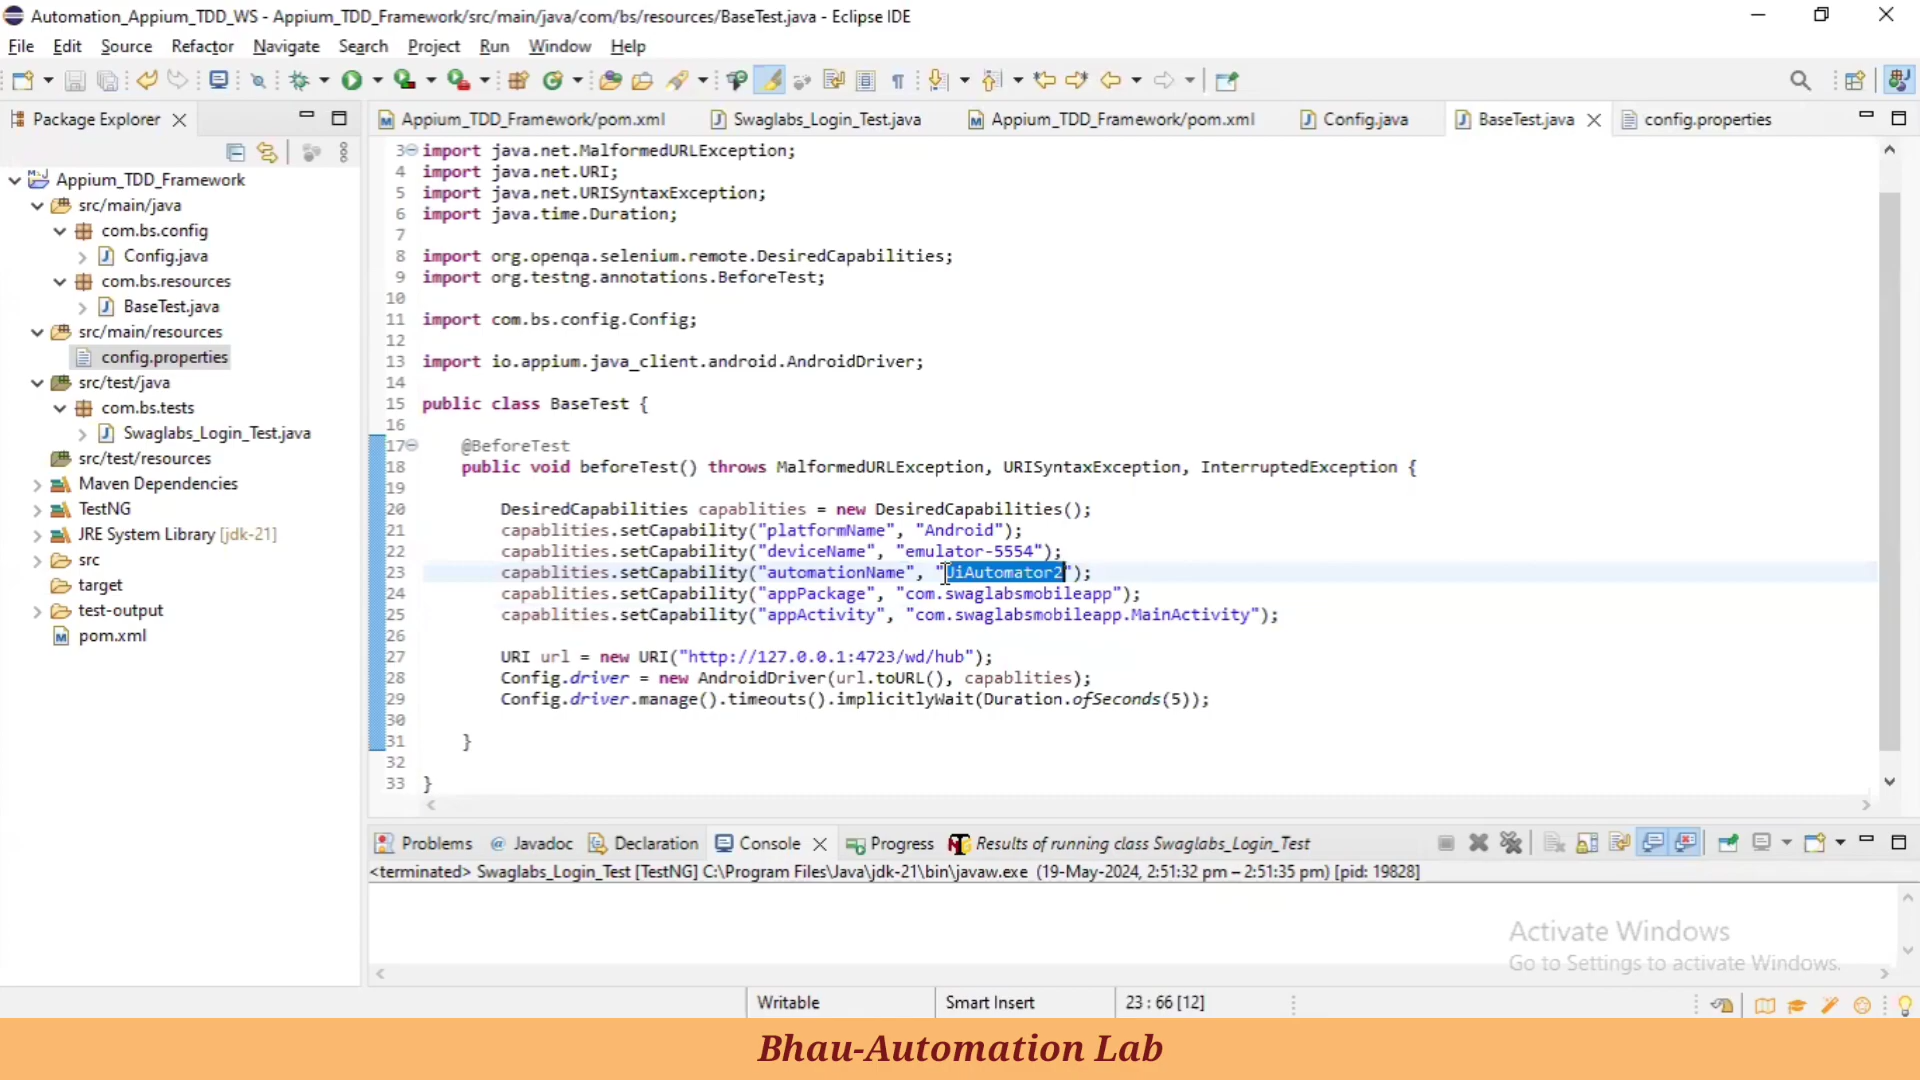 Automation_Appium_TDD_WS - Appium_TDD_Framework/src/main/java/com/bs/resources/BaseTest.java - Eclipse IDE
File Edit Source Refactor Navigate Search Project Run Window Help
Package Explorer
Appium_TDD_Framework/pom.xml Swaglabs_Login_Test.java Appium_TDD_Framework/pom.xml Config.java BaseTest.java config.properties
Appium_TDD_Framework
src/main/java
com.bs.config
Config.java
com.bs.resources
BaseTest.java
src/main/resources
config.properties
src/test/java
com.bs.tests
Swaglabs_Login_Test.java
src/test/resources
Maven Dependencies
TestNG
JRE System Library [jdk-21]
src
target
test-output
pom.xml
3 import java.net.MalformedURLException;
4 import java.net.URI;
5 import java.net.URISyntaxException;
6 import java.time.Duration;
7
8 import org.openqa.selenium.remote.DesiredCapabilities;
9 import org.testng.annotations.BeforeTest;
10
11 import com.bs.config.Config;
12
13 import io.appium.java_client.android.AndroidDriver;
14
15 public class BaseTest {
16
17 @BeforeTest
18 public void beforeTest() throws MalformedURLException, URISyntaxException, InterruptedException {
19
20 DesiredCapabilities capablities = new DesiredCapabilities();
21 capablities.setCapability("platformName", "Android");
22 capablities.setCapability("deviceName", "emulator-5554");
23 capablities.setCapability("automationName", "UiAutomator2");
24 capablities.setCapability("appPackage", "com.swaglabsmobileapp");
25 capablities.setCapability("appActivity", "com.swaglabsmobileapp.MainActivity");
26
27 URI url = new URI("http://127.0.0.1:4723/wd/hub");
28 Config.driver = new AndroidDriver(url.toURL(), capablities);
29 Config.driver.manage().timeouts().implicitlyWait(Duration.ofSeconds(5));
30
31 }
32
33 }
Problems Javadoc Declaration Console Progress Results of running class Swaglabs_Login_Test
<terminated> Swaglabs_Login_Test [TestNG] C:\Program Files\Java\jdk-21\bin\javaw.exe (19-May-2024, 2:51:32 pm – 2:51:35 pm) [pid: 19828]
Activate Windows
Go to Settings to activate Windows.
Writable Smart Insert 23 : 66 [12]
Bhau-Automation Lab